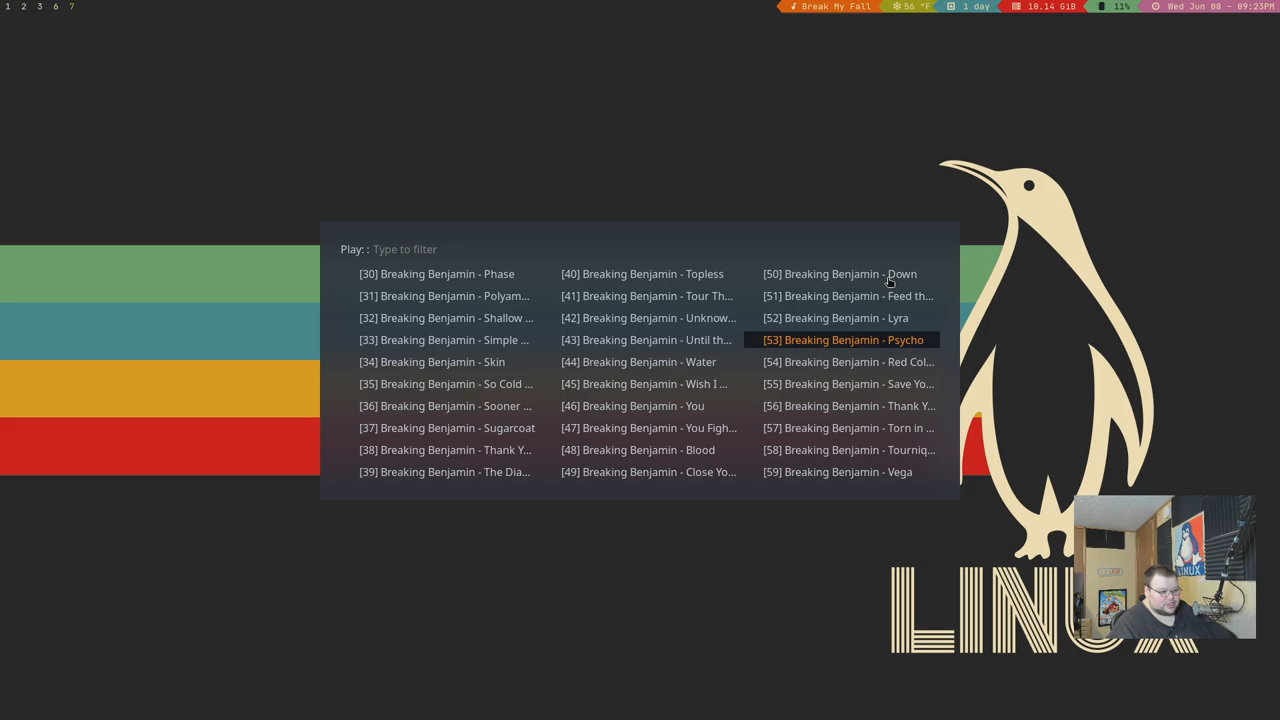 1 2 3 6 7
Break My Fall 56 °F 1 day 10.14 GiB 11% Wed Jun 08 - 09:23PM
Play: : Type to filter
[30] Breaking Benjamin - Phase
[31] Breaking Benjamin - Polyam...
[32] Breaking Benjamin - Shallow ...
[33] Breaking Benjamin - Simple ...
[34] Breaking Benjamin - Skin
[35] Breaking Benjamin - So Cold ...
[36] Breaking Benjamin - Sooner ...
[37] Breaking Benjamin - Sugarcoat
[38] Breaking Benjamin - Thank Y...
[39] Breaking Benjamin - The Dia...
[40] Breaking Benjamin - Topless
[41] Breaking Benjamin - Tour Th...
[42] Breaking Benjamin - Unknow...
[43] Breaking Benjamin - Until th...
[44] Breaking Benjamin - Water
[45] Breaking Benjamin - Wish I ...
[46] Breaking Benjamin - You
[47] Breaking Benjamin - You Figh...
[48] Breaking Benjamin - Blood
[49] Breaking Benjamin - Close Yo...
[50] Breaking Benjamin - Down
[51] Breaking Benjamin - Feed th...
[52] Breaking Benjamin - Lyra
[53] Breaking Benjamin - Psycho
[54] Breaking Benjamin - Red Col...
[55] Breaking Benjamin - Save Yo...
[56] Breaking Benjamin - Thank Y...
[57] Breaking Benjamin - Torn in ...
[58] Breaking Benjamin - Tourniq...
[59] Breaking Benjamin - Vega
LINUX
LINUX